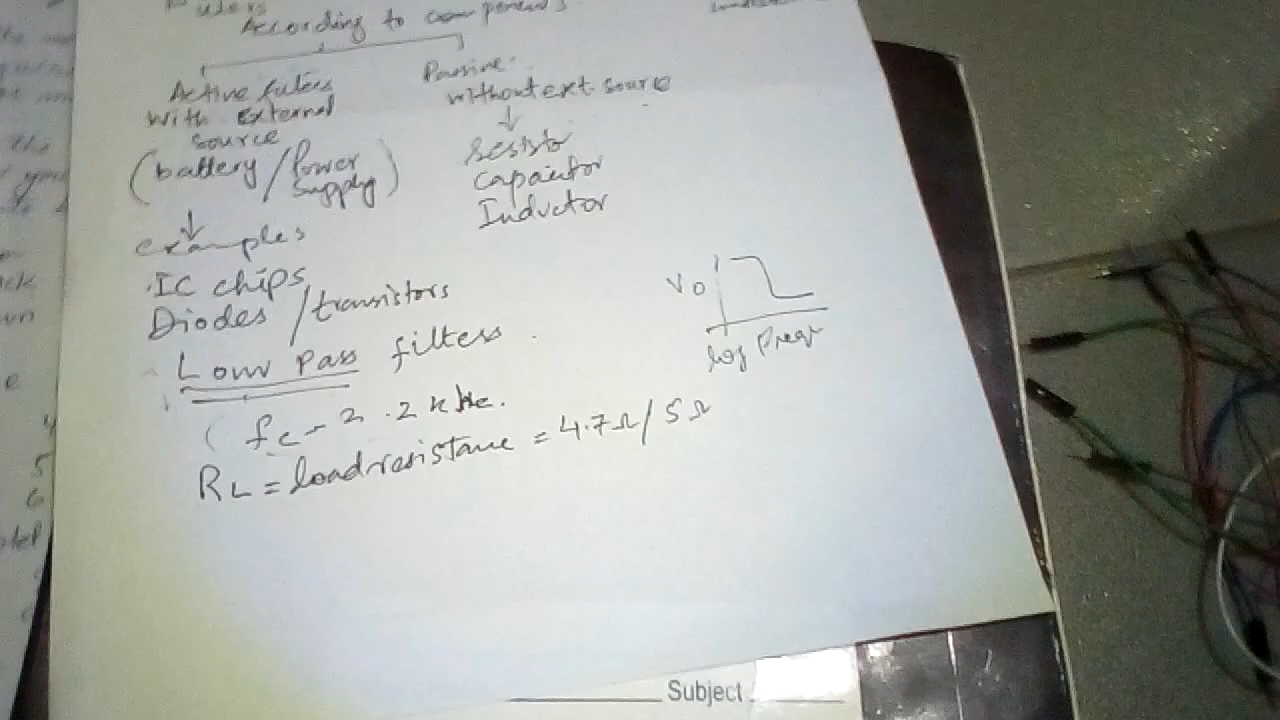 According to components
Active filters
with external
source
(battery/Power
supply)
Passive.
without ext source
↓
resistor
capacitor
Inductor
↓
examples
IC chips
Diodes/transistors
Low pass filters
Vo
log freq
fc - 2.2 kHz.
RL = load resistance = 4.7Ω/5Ω
Subject